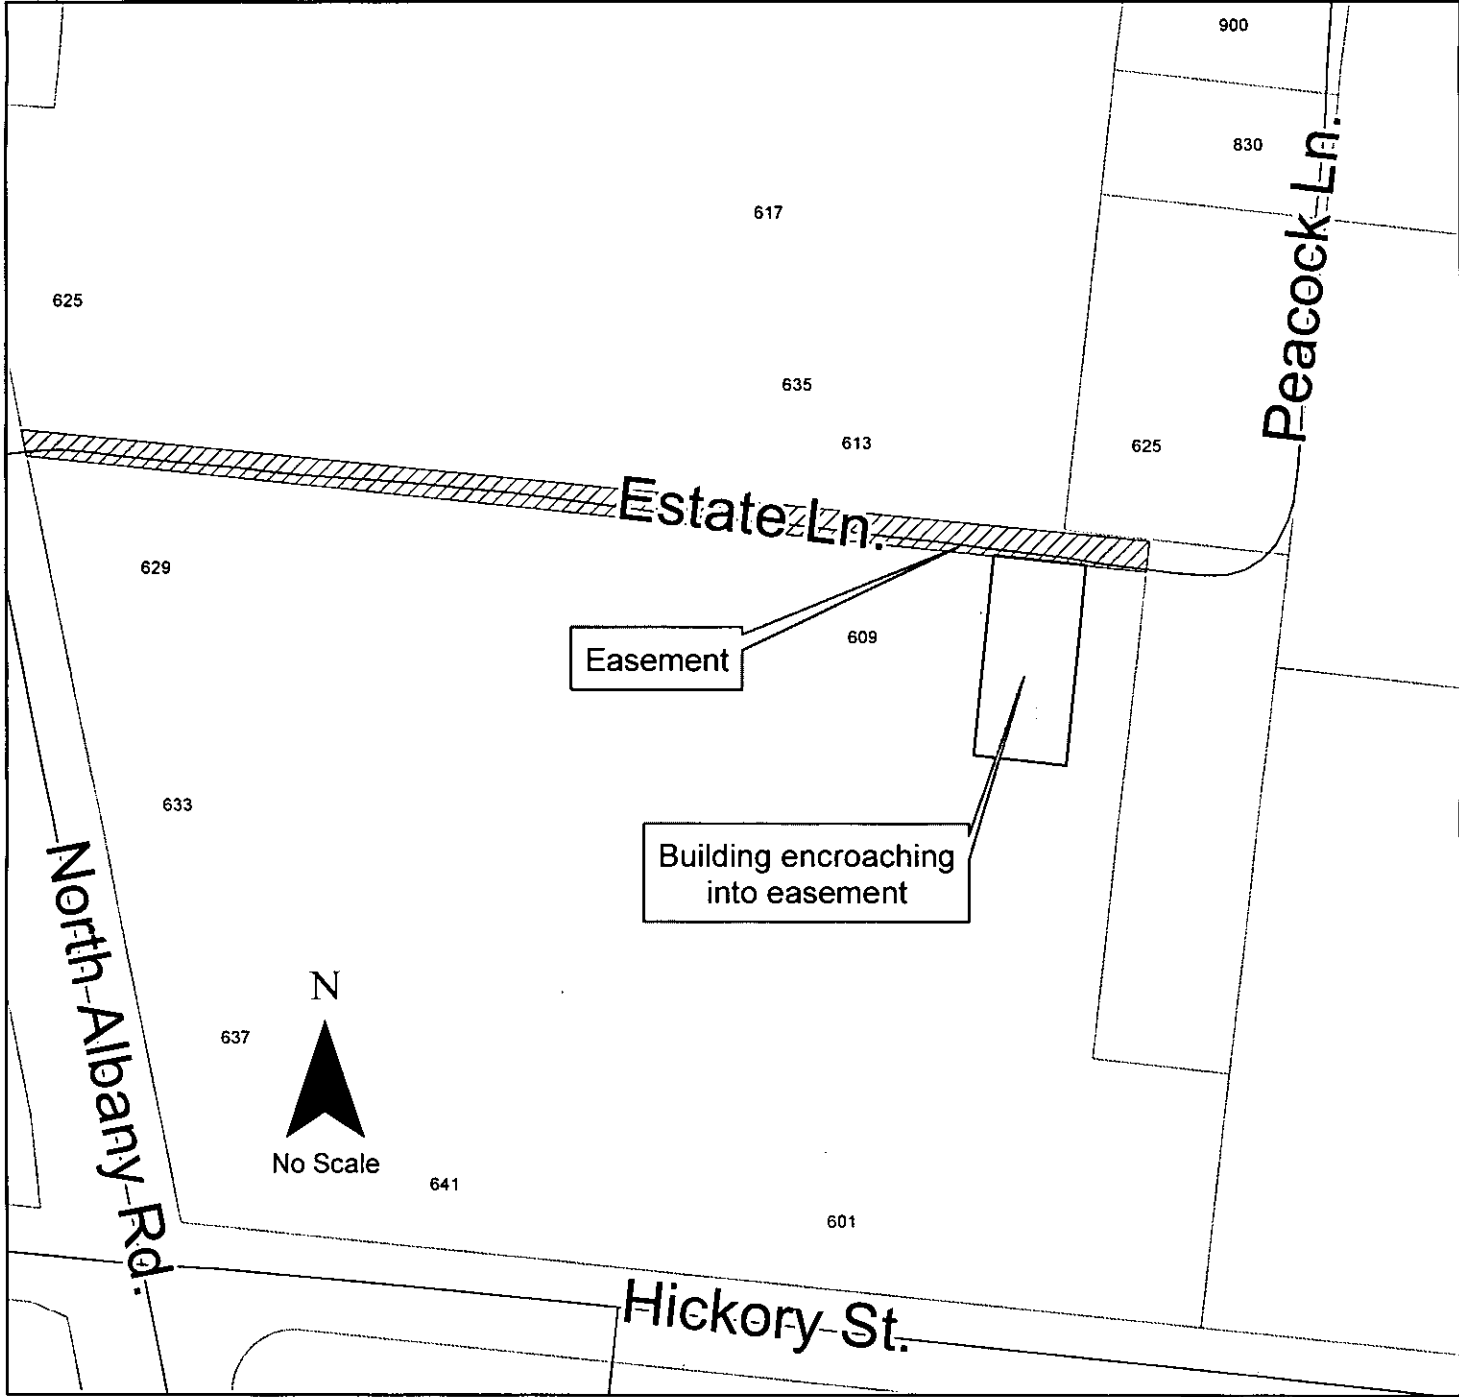 900
830
Peacock Ln.
617
625
635
613
625
Estate Ln.
629
Easement
609
633
Building encroaching
into easement
North Albany Rd.
N
637
No Scale
641
601
Hickory St.